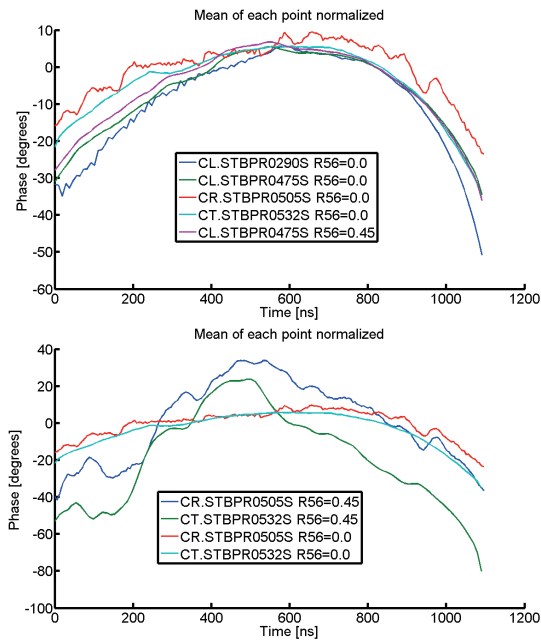 Mean of each point normalized
10
0
-10
-20
-30
-40
-50
-60
Phase [degrees]
CL.STBPR0290S R56=0.0
CL.STBPR0475S R56=0.0
CR.STBPR0505S R56=0.0
CT.STBPR0532S R56=0.0
CL.STBPR0475S R56=0.45
0 200 400 600 800 1000 1200
Time [ns]
Mean of each point normalized
40
20
0
-20
-40
-60
-80
-100
Phase [degrees]
CR.STBPR0505S R56=0.45
CT.STBPR0532S R56=0.45
CR.STBPR0505S R56=0.0
CT.STBPR0532S R56=0.0
0 200 400 600 800 1000 1200
Time [ns]